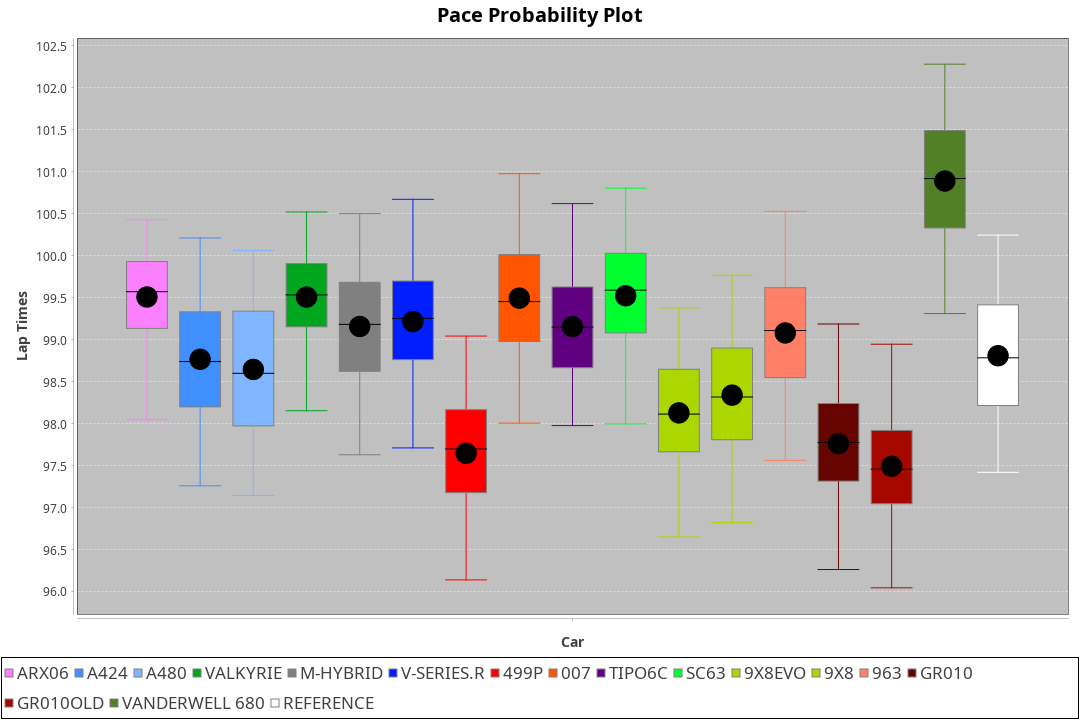 Pace Probability Plot
102.5
102.0
101.5
101.0
100.5
100.0
99.5
99.0
98.5
98.0
97.5
97.0
96.5
96.0
Lap Times
Car
ARX06 A424 A480 VALKYRIE M-HYBRID V-SERIES.R 499P 007 TIPO6C SC63 9X8EVO 9X8 963 GR010
GR010OLD VANDERWELL 680 REFERENCE